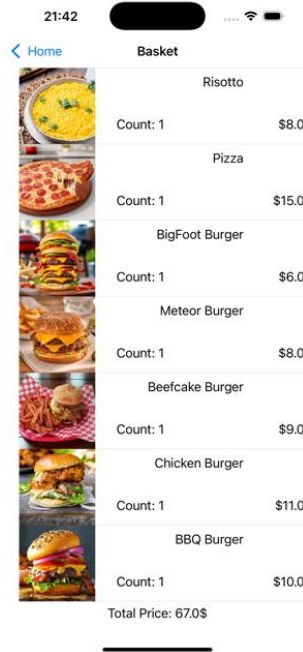 21:42
Home
Basket
Risotto
Count: 1
$8.0
Pizza
Count: 1
$15.0
BigFoot Burger
Count: 1
$6.0
Meteor Burger
Count: 1
$8.0
Beefcake Burger
Count: 1
$9.0
Chicken Burger
Count: 1
$11.0
BBQ Burger
Count: 1
$10.0
Total Price: 67.0$